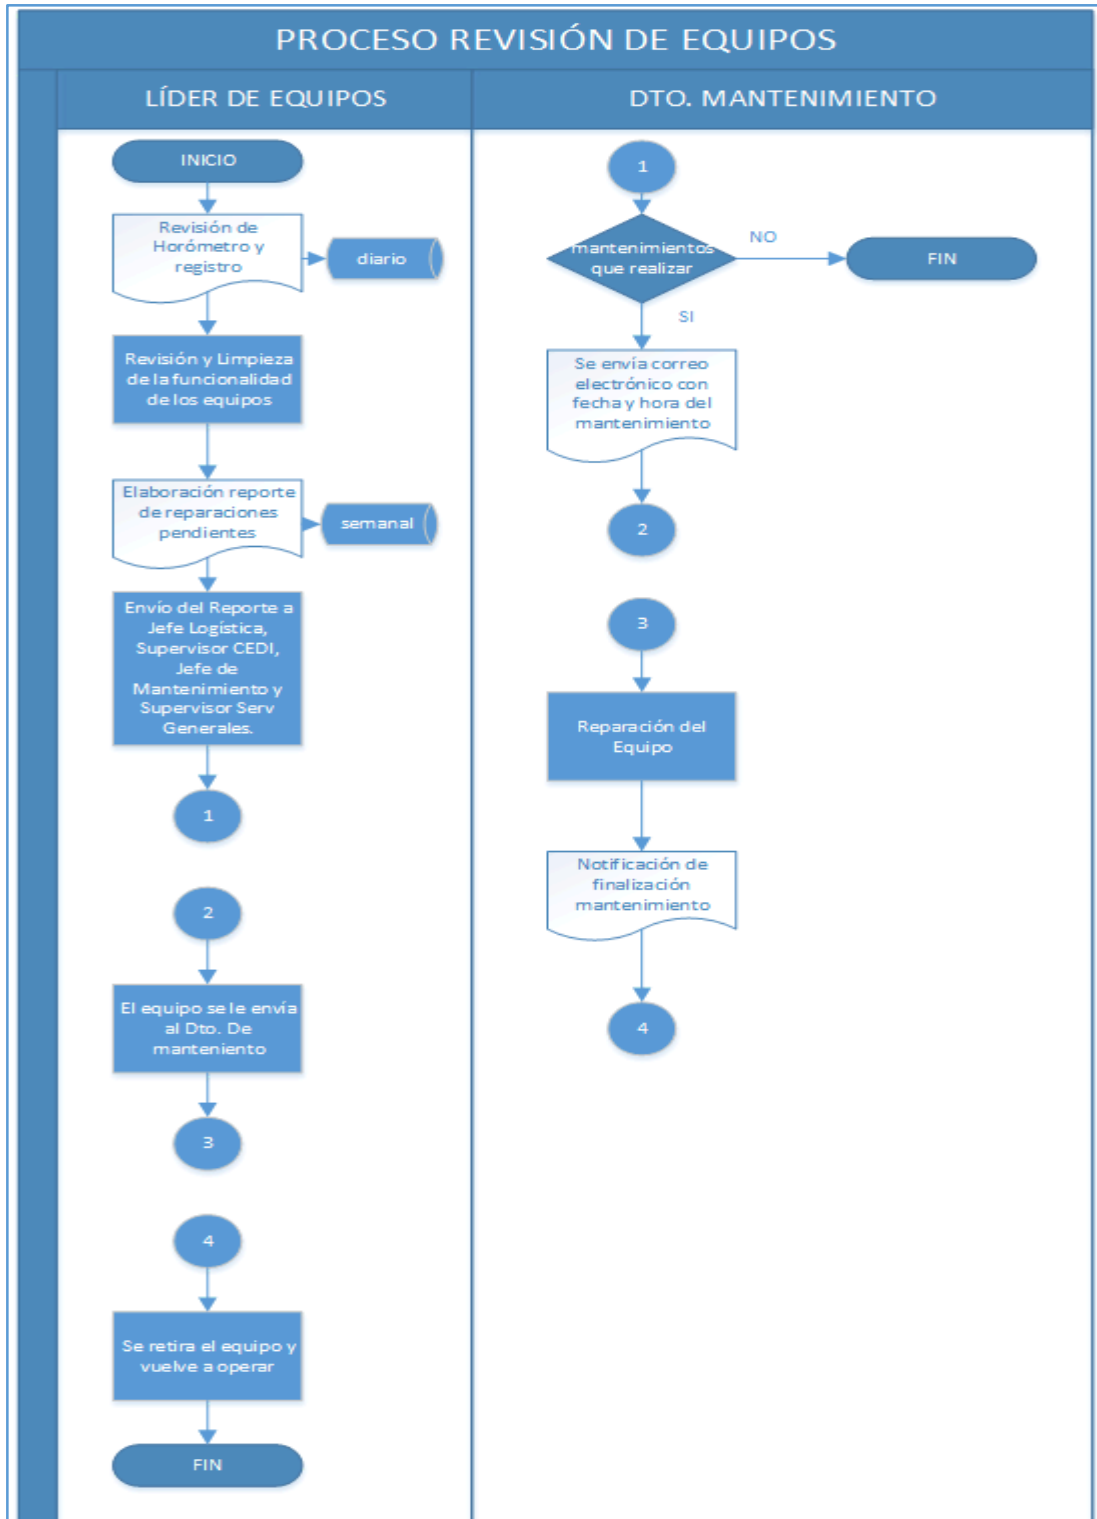 PROCESO REVISIÓN DE EQUIPOS
LÍDER DE EQUIPOS
DTO. MANTENIMIENTO
INICIO
Revisión de
Horómetro y
registro
diario
Revisión y Limpieza
de la funcionalidad
de los equipos
Elaboración reporte
de reparaciones
pendientes
semanal
Envío del Reporte a
Jefe Logística,
Supervisor CEDI,
Jefe de
Mantenimiento y
Supervisor Serv
Generales.
1
2
El equipo se le envía
al Dto. De
manteniento
3
4
Se retira el equipo y
vuelve a operar
FIN
1
mantenimientos
que realizar
NO
FIN
SI
Se envía correo
electrónico con
fecha y hora del
mantenimiento
2
3
Reparación del
Equipo
Notificación de
finalización
mantenimiento
4